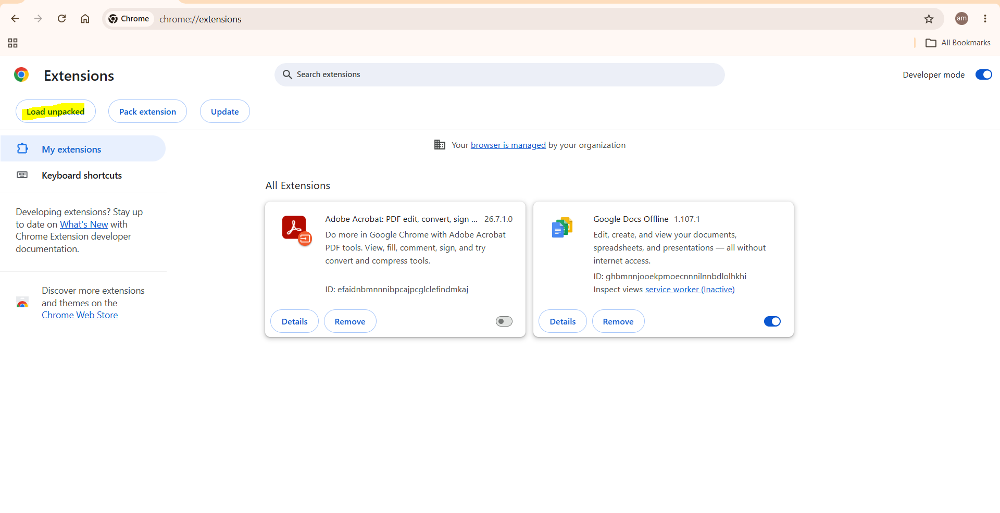 Chrome
chrome://extensions
am
All Bookmarks
Extensions
Search extensions
Developer mode
Load unpacked
Pack extension
Update
My extensions
Keyboard shortcuts
Developing extensions? Stay up
to date on What's New with
Chrome Extension developer
documentation.
Discover more extensions
and themes on the
Chrome Web Store
Your browser is managed by your organization
All Extensions
Adobe Acrobat: PDF edit, convert, sign ... 26.7.1.0
Do more in Google Chrome with Adobe Acrobat
PDF tools. View, fill, comment, sign, and try
convert and compress tools.
ID: efaidnbmnnnibpcajpcglclefindmkaj
Details
Remove
Google Docs Offline 1.107.1
Edit, create, and view your documents,
spreadsheets, and presentations — all without
internet access.
ID: ghbmnnjooekpmoecnnnilnnbdlolhkhi
Inspect views service worker (Inactive)
Details
Remove